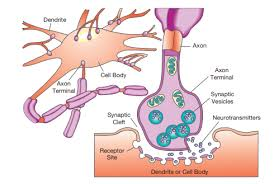 Dendrite
Axon
Terminal
Cell Body
Axon
Axon
Terminal
Synaptic
Vesicles
Synaptic
Cleft
Neurotransmitters
Receptor
Site
Dendrite or Cell Body